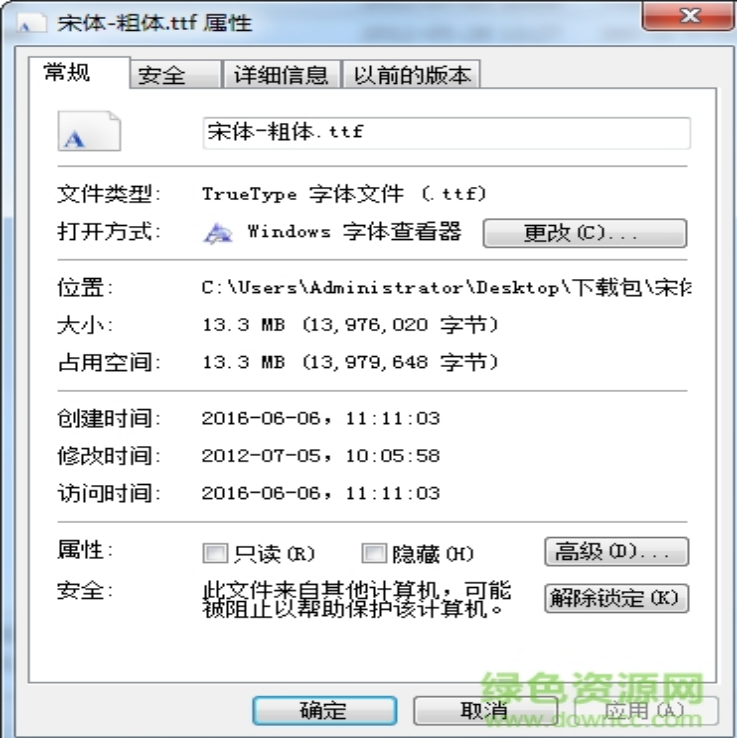 宋体-粗体.ttf 属性
常规 安全 详细信息 以前的版本
宋体-粗体.ttf
文件类型: TrueType 字体文件 (.ttf)
打开方式: Windows 字体查看器 更改(C)...
位置: C:\Users\Administrator\Desktop\下载包\宋体
大小: 13.3 MB (13,976,020 字节)
占用空间: 13.3 MB (13,979,648 字节)
创建时间: 2016-06-06，11:11:03
修改时间: 2012-07-05，10:05:58
访问时间: 2016-06-06，11:11:03
属性: 只读(R) 隐藏(H) 高级(D)...
安全: 此文件来自其他计算机，可能
被阻止以帮助保护该计算机。 解除锁定(K)
绿色资源网
确定 取消 应用(A)
www.downcc.com